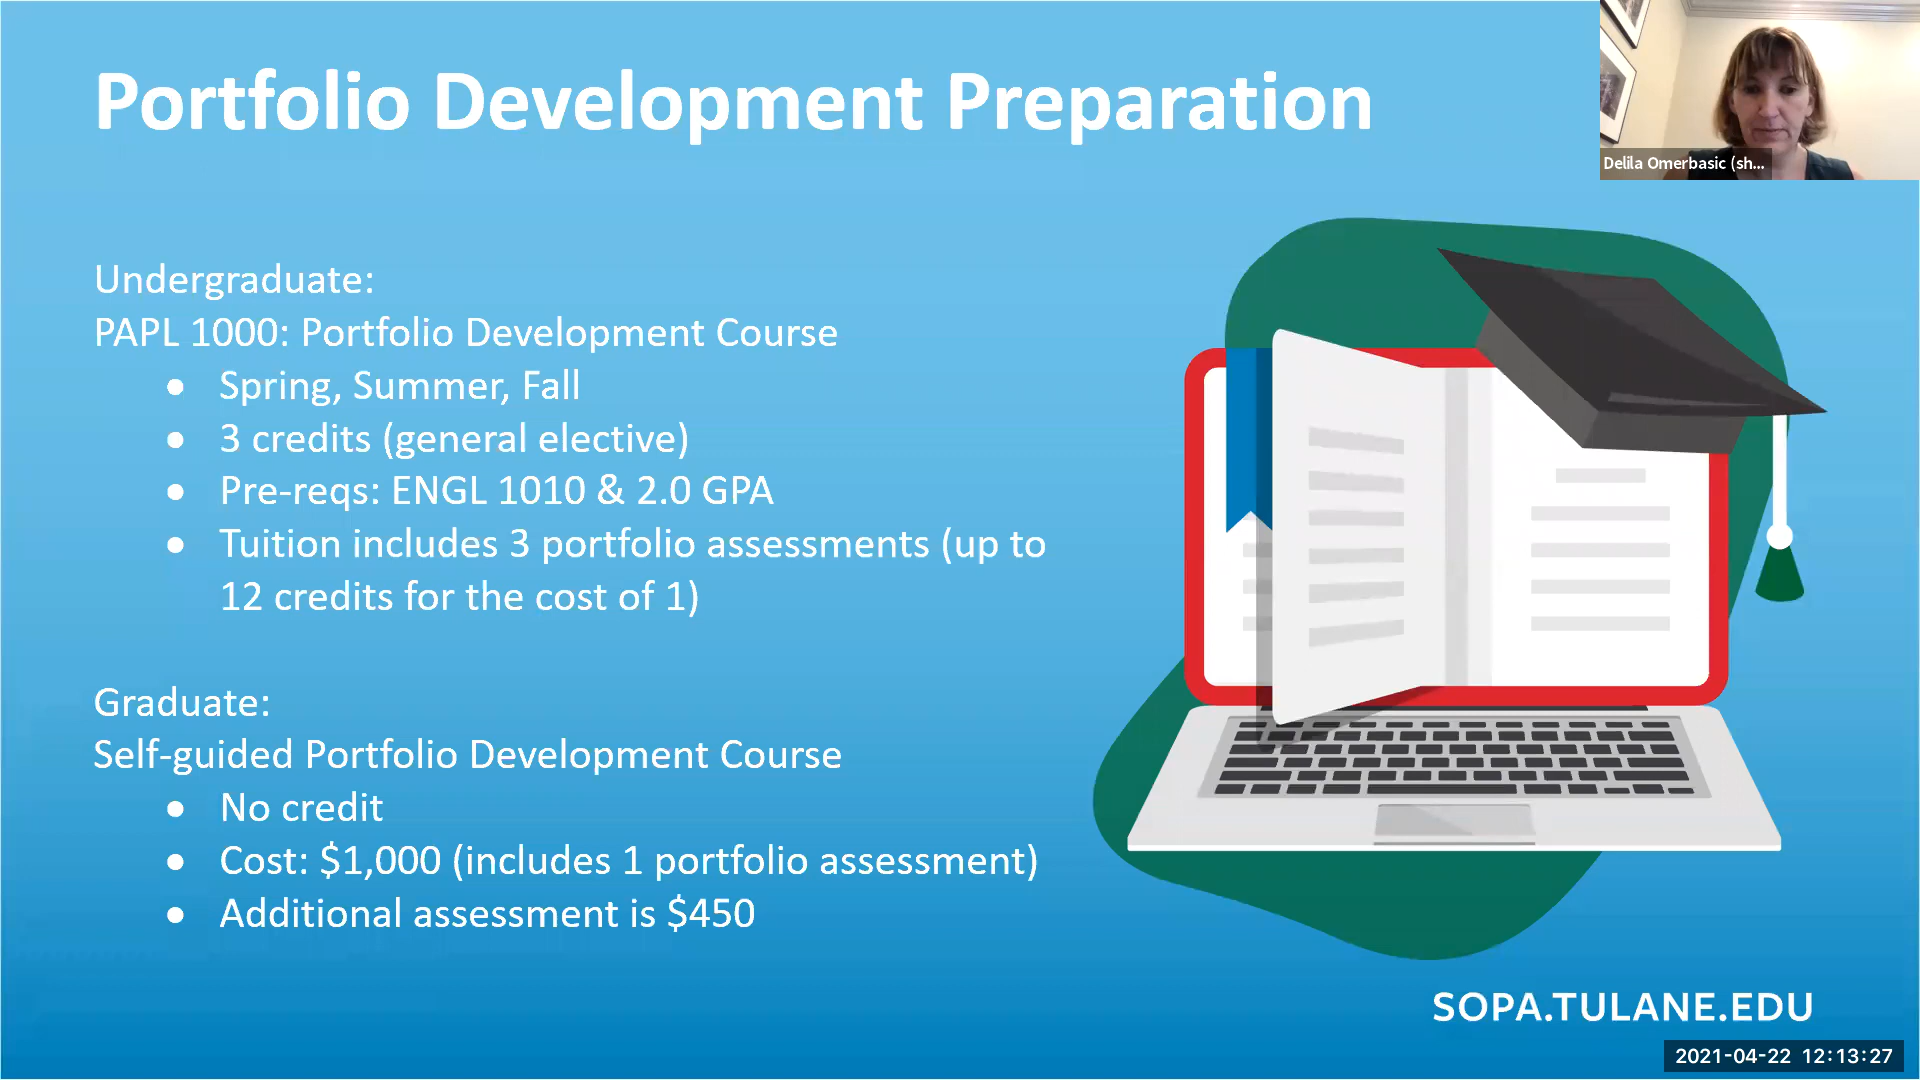 Portfolio Development Preparation
Delila Omerbasic (sh...
Undergraduate:
PAPL 1000: Portfolio Development Course
● Spring, Summer, Fall
● 3 credits (general elective)
● Pre-reqs: ENGL 1010 & 2.0 GPA
● Tuition includes 3 portfolio assessments (up to
12 credits for the cost of 1)
Graduate:
Self-guided Portfolio Development Course
● No credit
● Cost: $1,000 (includes 1 portfolio assessment)
● Additional assessment is $450
SOPA.TULANE.EDU
2021-04-22 12:13:27